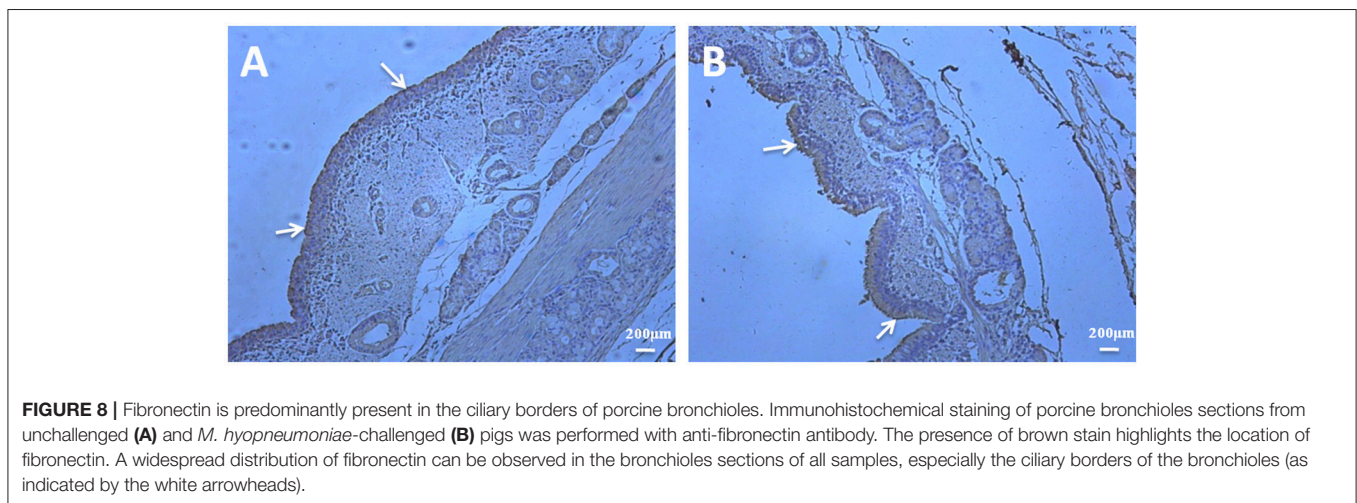 A
B
200µm
200µm
FIGURE 8 | Fibronectin is predominantly present in the ciliary borders of porcine bronchioles. Immunohistochemical staining of porcine bronchioles sections from
unchallenged (A) and M. hyopneumoniae-challenged (B) pigs was performed with anti-fibronectin antibody. The presence of brown stain highlights the location of
fibronectin. A widespread distribution of fibronectin can be observed in the bronchioles sections of all samples, especially the ciliary borders of the bronchioles (as
indicated by the white arrowheads).